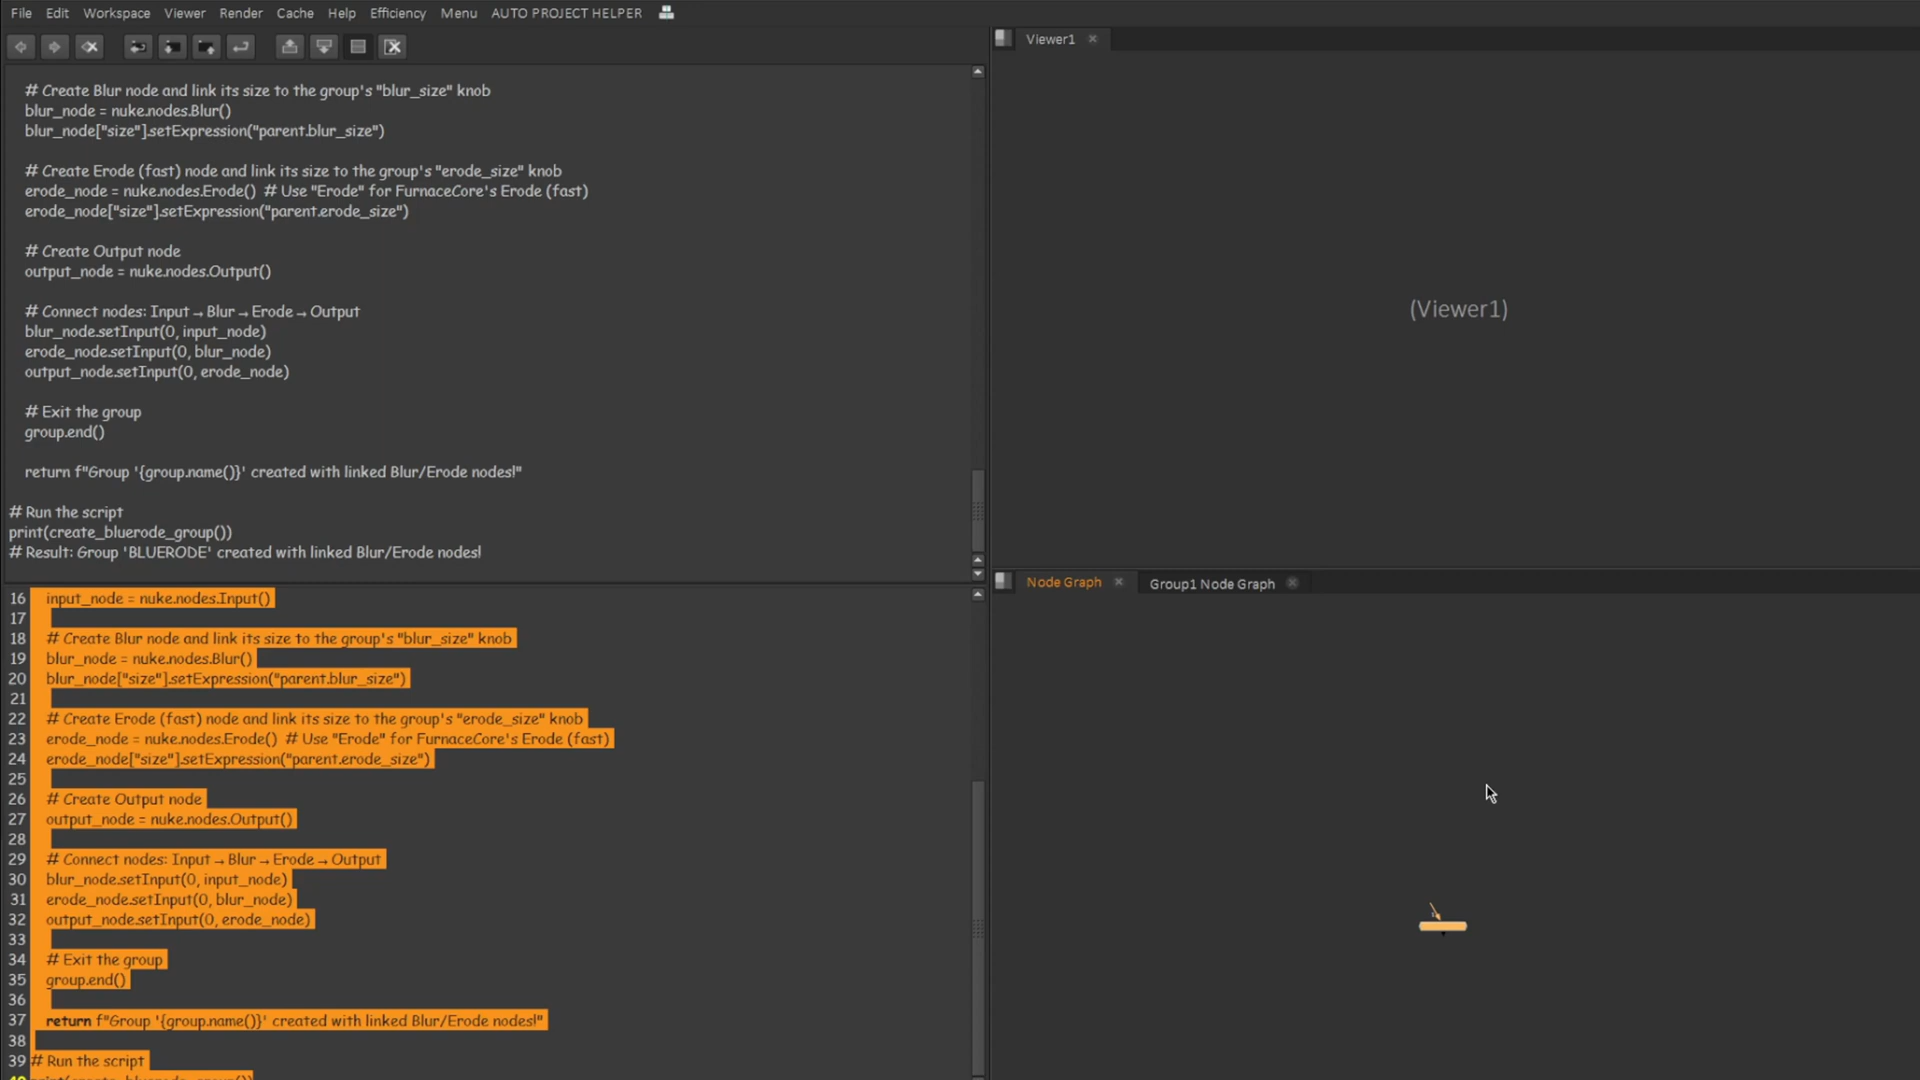 File Edit Workspace Viewer Render Cache Help Efficiency Menu AUTO PROJECT HELPER
# Create Blur node and link its size to the group's "blur_size" knob
blur_node = nuke.nodes.Blur()
blur_node["size"].setExpression("parent.blur_size")
# Create Erode (fast) node and link its size to the group's "erode_size" knob
erode_node = nuke.nodes.Erode()  # Use "Erode" for FurnaceCore's Erode (fast)
erode_node["size"].setExpression("parent.erode_size")
# Create Output node
output_node = nuke.nodes.Output()
# Connect nodes: Input → Blur → Erode → Output
blur_node.setInput(0, input_node)
erode_node.setInput(0, blur_node)
output_node.setInput(0, erode_node)
# Exit the group
group.end()
return f"Group '{group.name()}' created with linked Blur/Erode nodes!"
# Run the script
print(create_bluerode_group())
# Result: Group 'BLUERODE' created with linked Blur/Erode nodes!
16 input_node = nuke.nodes.Input()
17
18 # Create Blur node and link its size to the group's "blur_size" knob
19 blur_node = nuke.nodes.Blur()
20 blur_node["size"].setExpression("parent.blur_size")
21
22 # Create Erode (fast) node and link its size to the group's "erode_size" knob
23 erode_node = nuke.nodes.Erode()  # Use "Erode" for FurnaceCore's Erode (fast)
24 erode_node["size"].setExpression("parent.erode_size")
25
26 # Create Output node
27 output_node = nuke.nodes.Output()
28
29 # Connect nodes: Input → Blur → Erode → Output
30 blur_node.setInput(0, input_node)
31 erode_node.setInput(0, blur_node)
32 output_node.setInput(0, erode_node)
33
34 # Exit the group
35 group.end()
36
37 return f"Group '{group.name()}' created with linked Blur/Erode nodes!"
38
39 # Run the script
40 print(create_bluerode_group())
Viewer1
(Viewer1)
Node Graph Group1 Node Graph